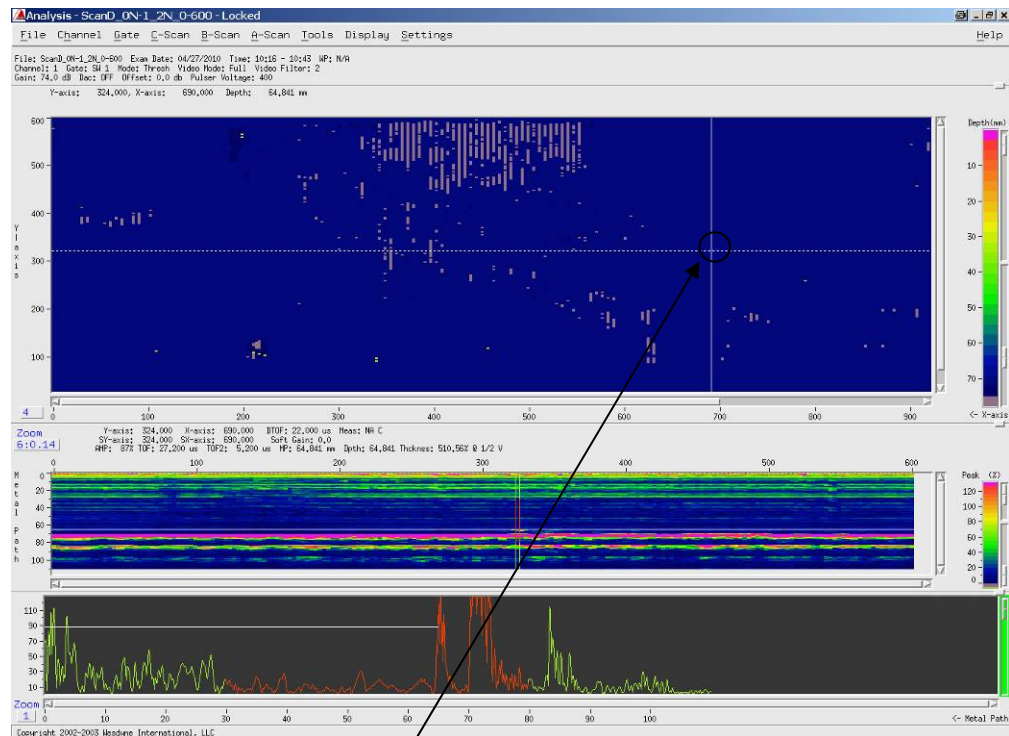 Analysis - ScanD_0N-1_2N_0-600 - Locked
File Channel Gate C-Scan B-Scan A-Scan Tools Display Settings Help
File: ScanD_0N-1_2N_0-600 Exam Date: 04/27/2010 Time: 10:16 - 10:43 WP: N/A
Channel: 1 Gate: SW 1 Mode: Thresh Video Mode: Full Video Filter: 2
Gain: 74.0 dB Dac: OFF Offset: 0.0 db Pulser Voltage: 400
Y-axis: 324.000, X-axis: 690.000 Depth: 64.841 mm
600
500
400
300
200
100
Y-axis
Depth(mm)
10
20
30
40
50
60
70
<- X-axis
4
0 100 200 300 400 500 600 700 800 900
Zoom
6:0.14
Y-axis: 324.000 X-axis: 690.000 DTOF: 22.000 us Meas: NA C
SY-axis: 324.000 SX-axis: 690.000 Soft Gain: 0.0
AMP: 87% TOF: 27.200 us TOF2: 5.200 us MP: 64.841 mm Dpth: 64.841 Thcknss: 510.56% @ 1/2 V
0 100 200 300 400 500 600
Metal Path
0
20
40
60
80
100
Peak (%)
120
100
80
60
40
20
0
110
90
70
50
30
10
Zoom
1
0 10 20 30 40 50 60 70 80 90 100
<- Metal Path
Copyright 2002-2003 Wesdyne International, LLC